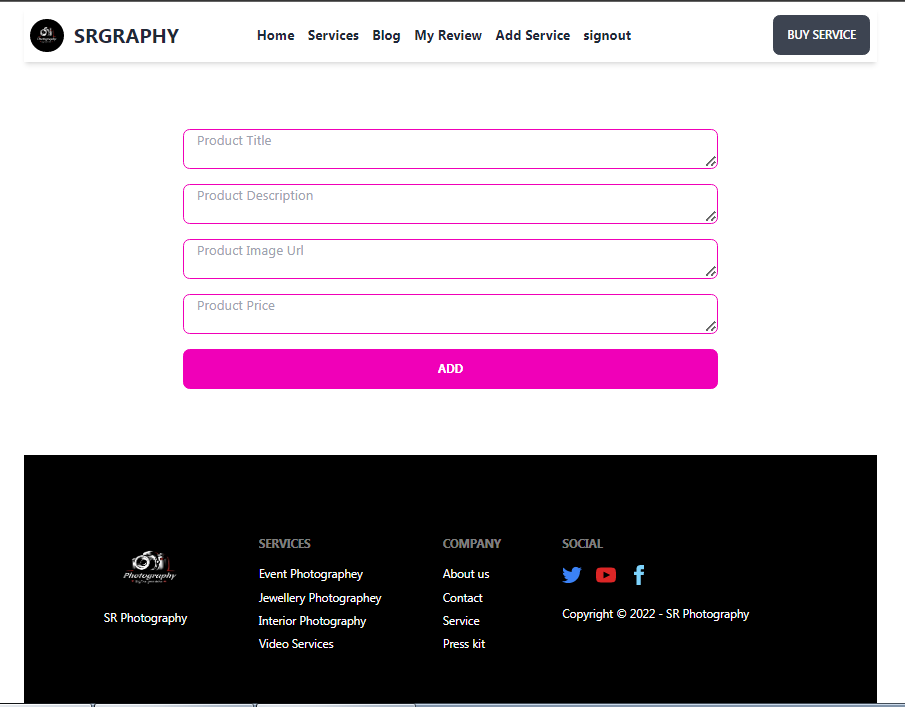 SRGRAPHY
Home Services Blog My Review Add Service signout
BUY SERVICE
Product Title
Product Description
Product Image Url
Product Price
ADD
Photography
SR Photography
SERVICES
Event Photographey
Jewellery Photographey
Interior Photography
Video Services
COMPANY
About us
Contact
Service
Press kit
SOCIAL
Copyright © 2022 - SR Photography